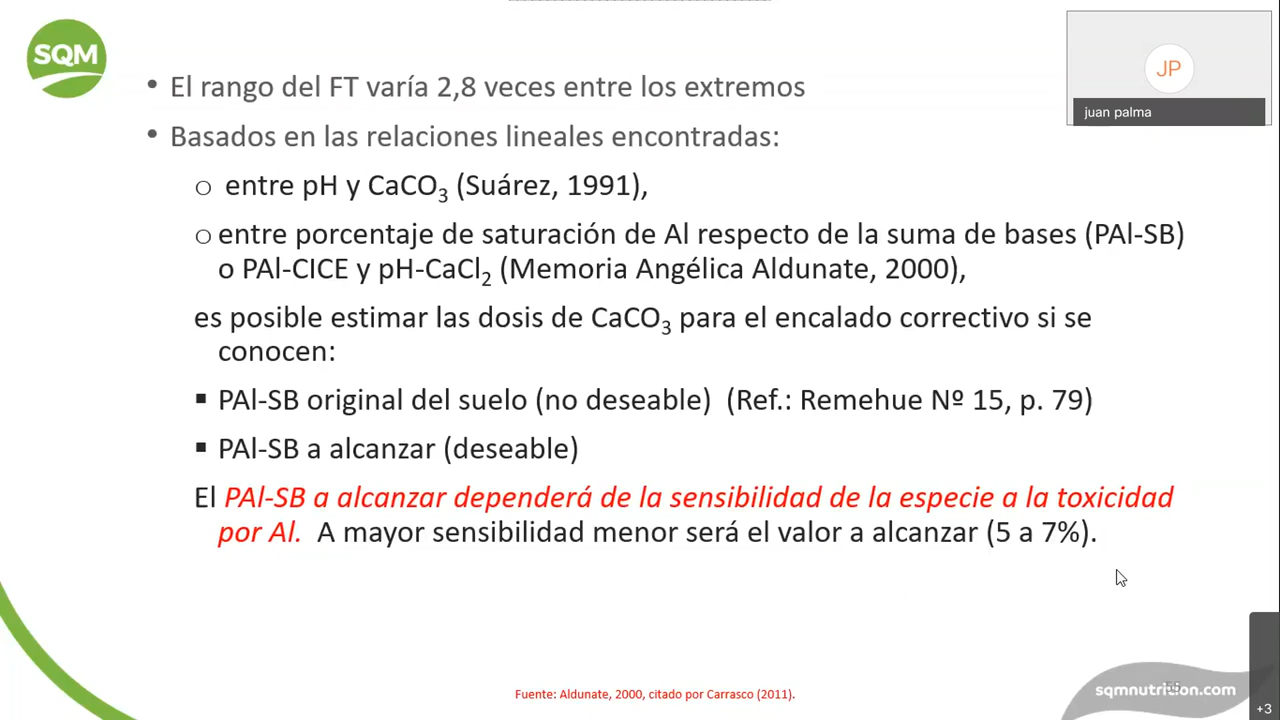 SQM
• El rango del FT varía 2,8 veces entre los extremos
JP
juan palma
• Basados en las relaciones lineales encontradas:
o entre pH y CaCO₃ (Suárez, 1991),
o entre porcentaje de saturación de Al respecto de la suma de bases (PAl-SB)
o PAl-CICE y pH-CaCl₂ (Memoria Angélica Aldunate, 2000),
es posible estimar las dosis de CaCO₃ para el encalado correctivo si se
conocen:
▪ PAl-SB original del suelo (no deseable) (Ref.: Remehue Nº 15, p. 79)
▪ PAl-SB a alcanzar (deseable)
El PAl-SB a alcanzar dependerá de la sensibilidad de la especie a la toxicidad
por Al. A mayor sensibilidad menor será el valor a alcanzar (5 a 7%).
Fuente: Aldunate, 2000, citado por Carrasco (2011).
sqmnutrition.com
+3